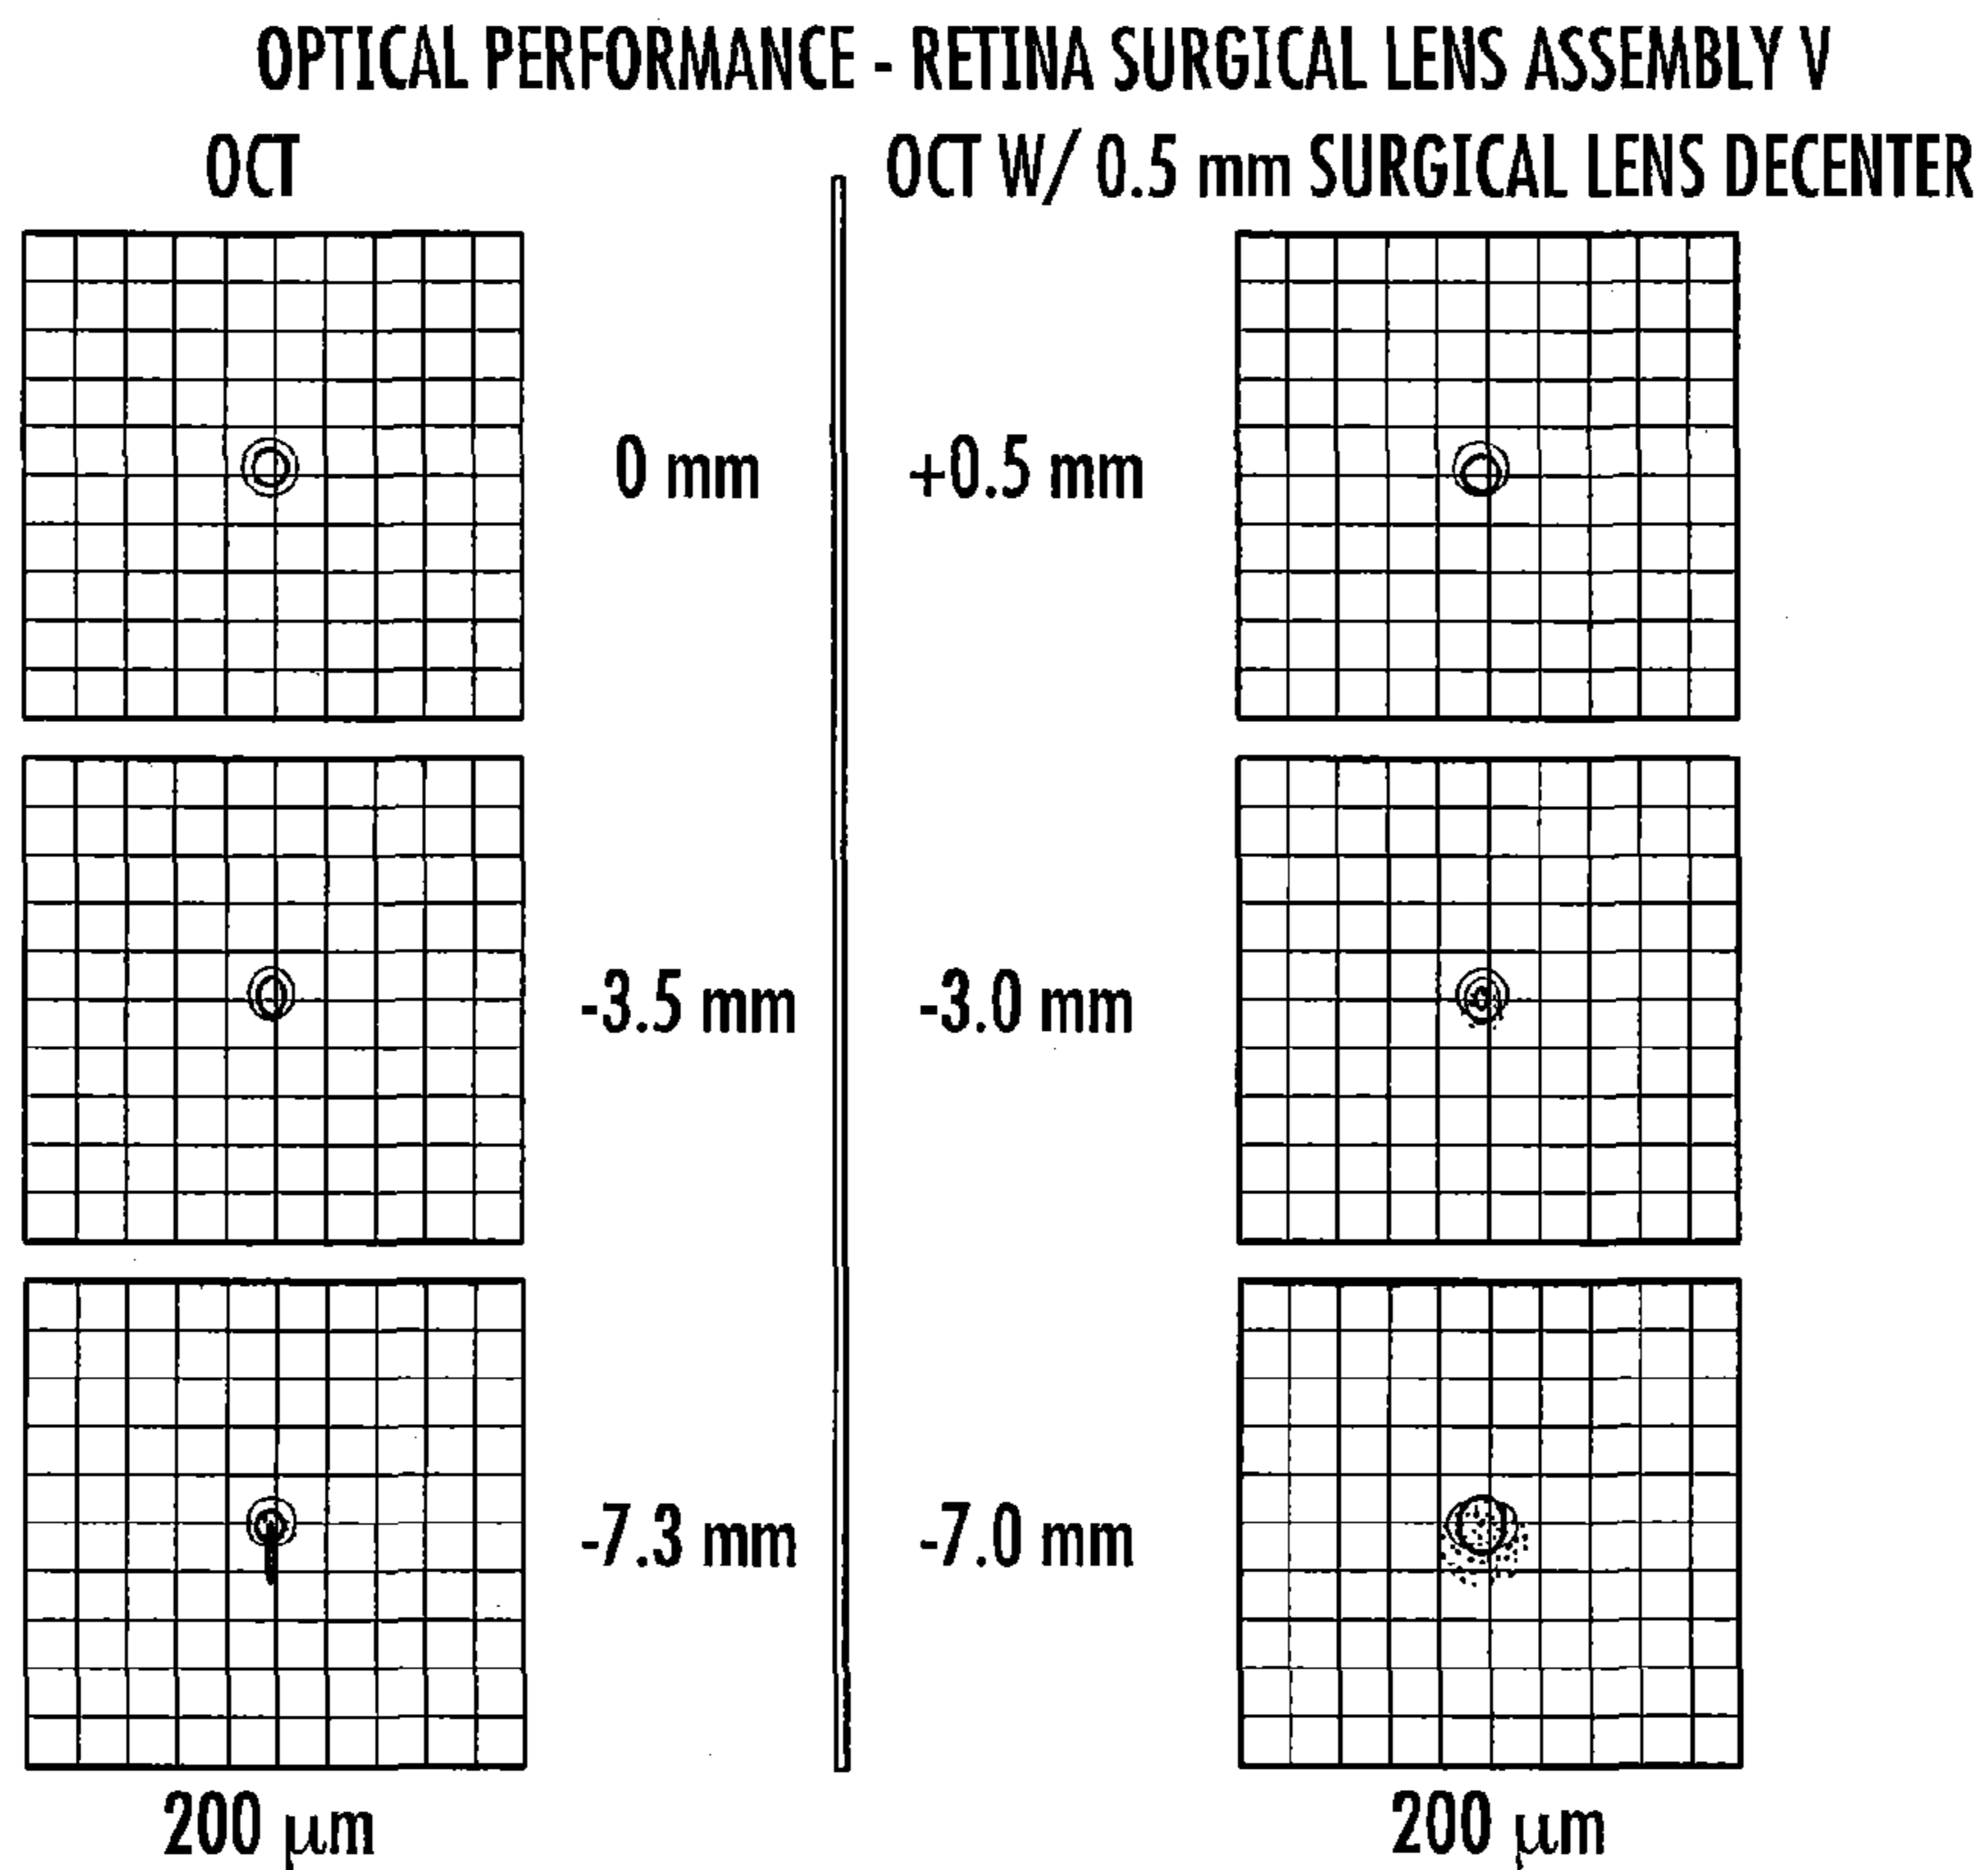 OPTICAL PERFORMANCE - RETINA SURGICAL LENS ASSEMBLY V
OCT
OCT W/ 0.5 mm SURGICAL LENS DECENTER
0 mm
+0.5 mm
-3.5 mm
-3.0 mm
-7.3 mm
-7.0 mm
200 μm
200 μm